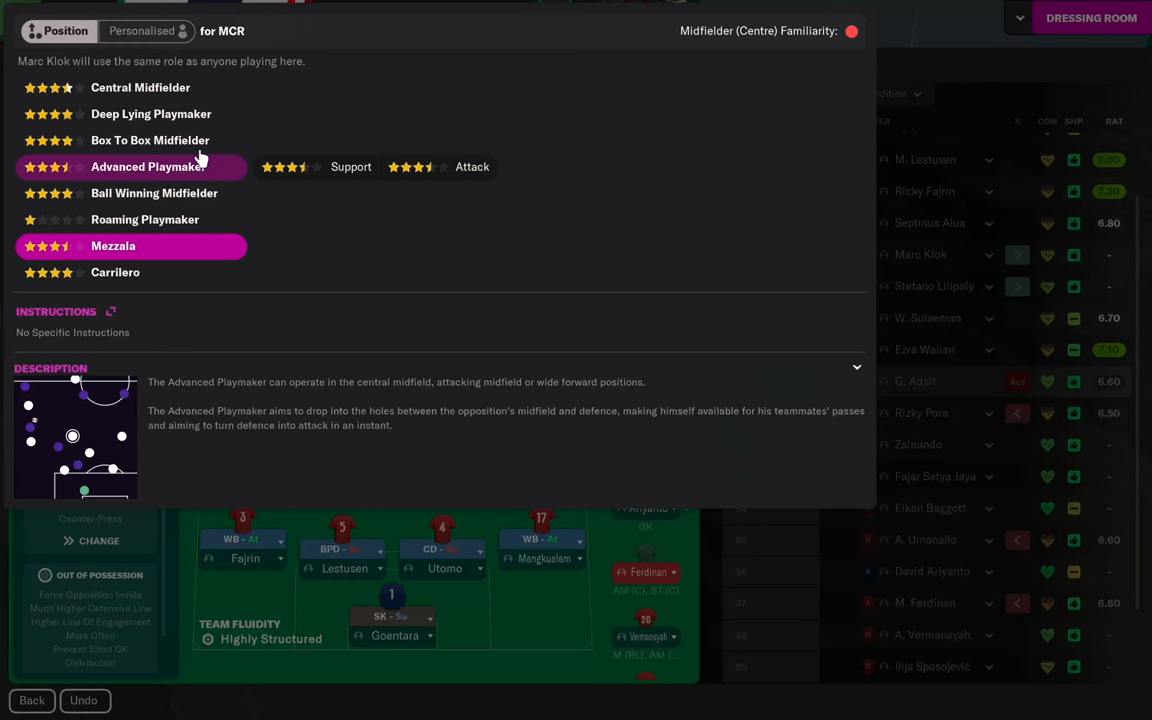 Position
Personalised
for MCR
Midfielder (Centre) Familiarity:
DRESSING ROOM
Marc Klok will use the same role as anyone playing here.
Central Midfielder
Deep Lying Playmaker
Box To Box Midfielder
Advanced Playmaker
Support
Attack
Ball Winning Midfielder
Roaming Playmaker
Mezzala
Carrilero
INSTRUCTIONS
No Specific Instructions
DESCRIPTION
The Advanced Playmaker can operate in the central midfield, attacking midfield or wide forward positions.
The Advanced Playmaker aims to drop into the holes between the opposition's midfield and defence, making himself available for his teammates' passes
and aiming to turn defence into attack in an instant.
S CON SHP. RAT
M. Lestusen 7.00
Ricky Fajrin 7.20
Septinus Alua 6.80
Marc Klok -
Stefano Lilipaly -
W. Sulaeman 6.70
Ezra Walian 7.10
G. Adsit Red 6.60
Rizky Pora 6.50
Zalnando -
Fajar Setya Jaya -
Elkan Baggott -
S5 A. Umanailo 6.60
S6 David Ariyanto -
S7 M. Ferdinan 6.60
S8 A. Vermansyah -
S9 Ilija Spasojević -
Counter-Press
CHANGE
OUT OF POSSESSION
Force Opposition Inside
Much Higher Defensive Line
Higher Line Of Engagement
More Often
Prevent Short GK
Distribution
3
WB - At
Fajrin
5
BPD -
Lestusen
4
CD -
Utomo
17
WB - At
Mangkualam
1
SK - Su
Goentara
TEAM FLUIDITY
Highly Structured
Ariyanto
GK
Ferdinan
AM (C), ST (C)
20
Vermansyah
M (RL), AM (...
Back
Undo